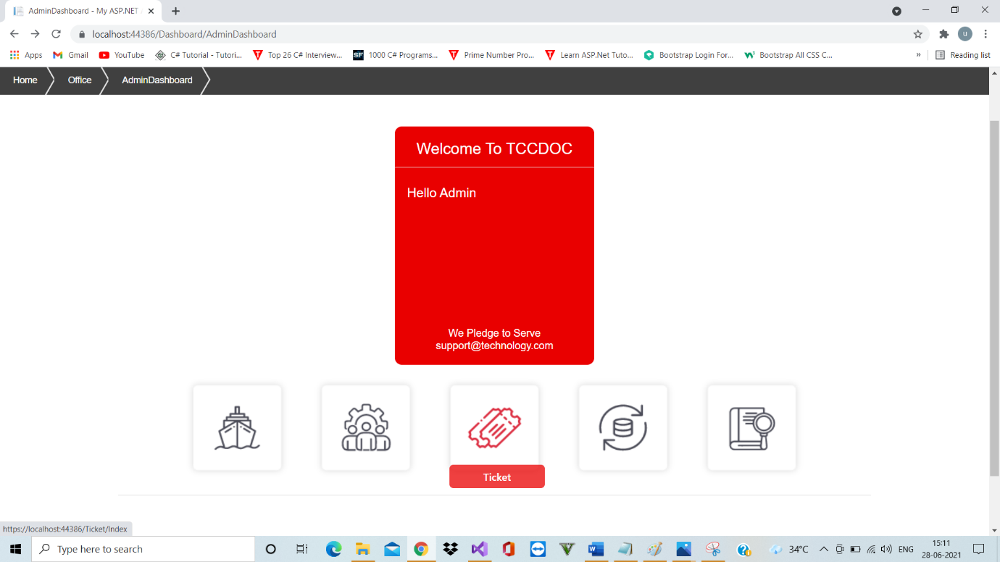 AdminDashboard - My ASP.NET
localhost:44386/Dashboard/AdminDashboard
u
Apps
Gmail
YouTube
C# Tutorial - Tutori...
Top 26 C# Interview...
SF
1000 C# Programs...
Prime Number Pro...
Learn ASP.Net Tuto...
Bootstrap Login For...
Bootstrap All CSS C...
»
Reading list
Home
Office
AdminDashboard
Welcome To TCCDOC
Hello Admin
We Pledge to Serve
support@technology.com
Ticket
https://localhost:44386/Ticket/Index
Type here to search
34°C
ENG
15:11
28-06-2021